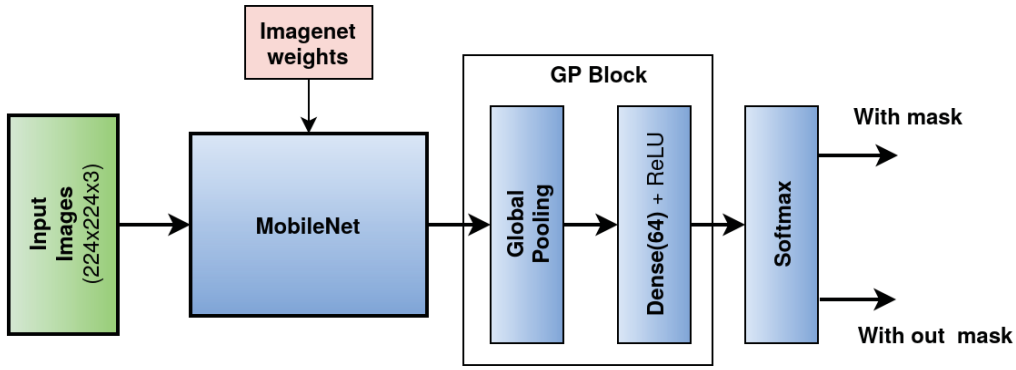 Imagenet
weights
GP Block
Input
Images
(224x224x3)
MobileNet
Global
Pooling
Dense(64) + ReLU
Softmax
With mask
With out  mask